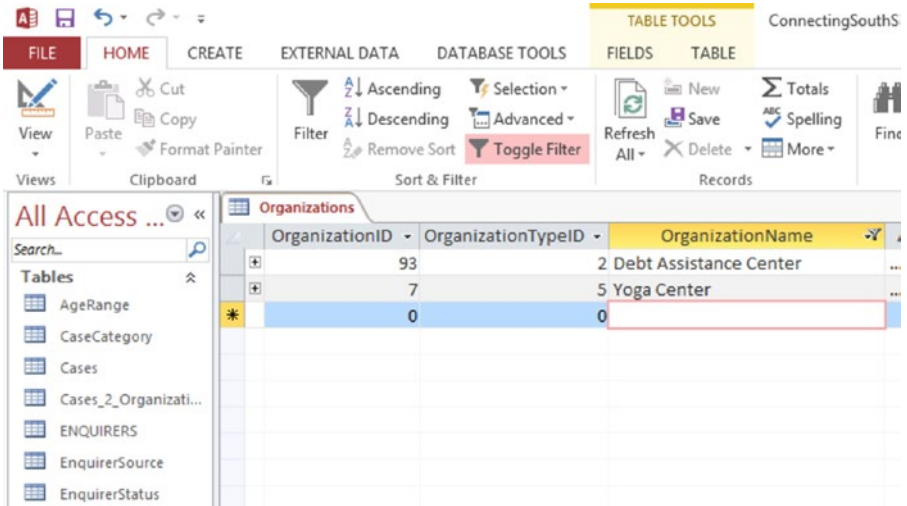 TABLE TOOLS ConnectingSouthS
FILE HOME CREATE EXTERNAL DATA DATABASE TOOLS FIELDS TABLE
View
Paste
Cut
Copy
Format Painter
Filter
Ascending
Descending
Remove Sort
Selection
Advanced
Toggle Filter
Refresh
All
New
Save
Delete
Totals
Spelling
More
Find
Views Clipboard Sort & Filter Records
All Access ...
Search...
Tables
AgeRange
CaseCategory
Cases
Cases_2_Organizati...
ENQUIRERS
EnquirerSource
EnquirerStatus
Organizations
OrganizationID OrganizationTypeID OrganizationName
93 2 Debt Assistance Center ...
7 5 Yoga Center ...
* 0 0